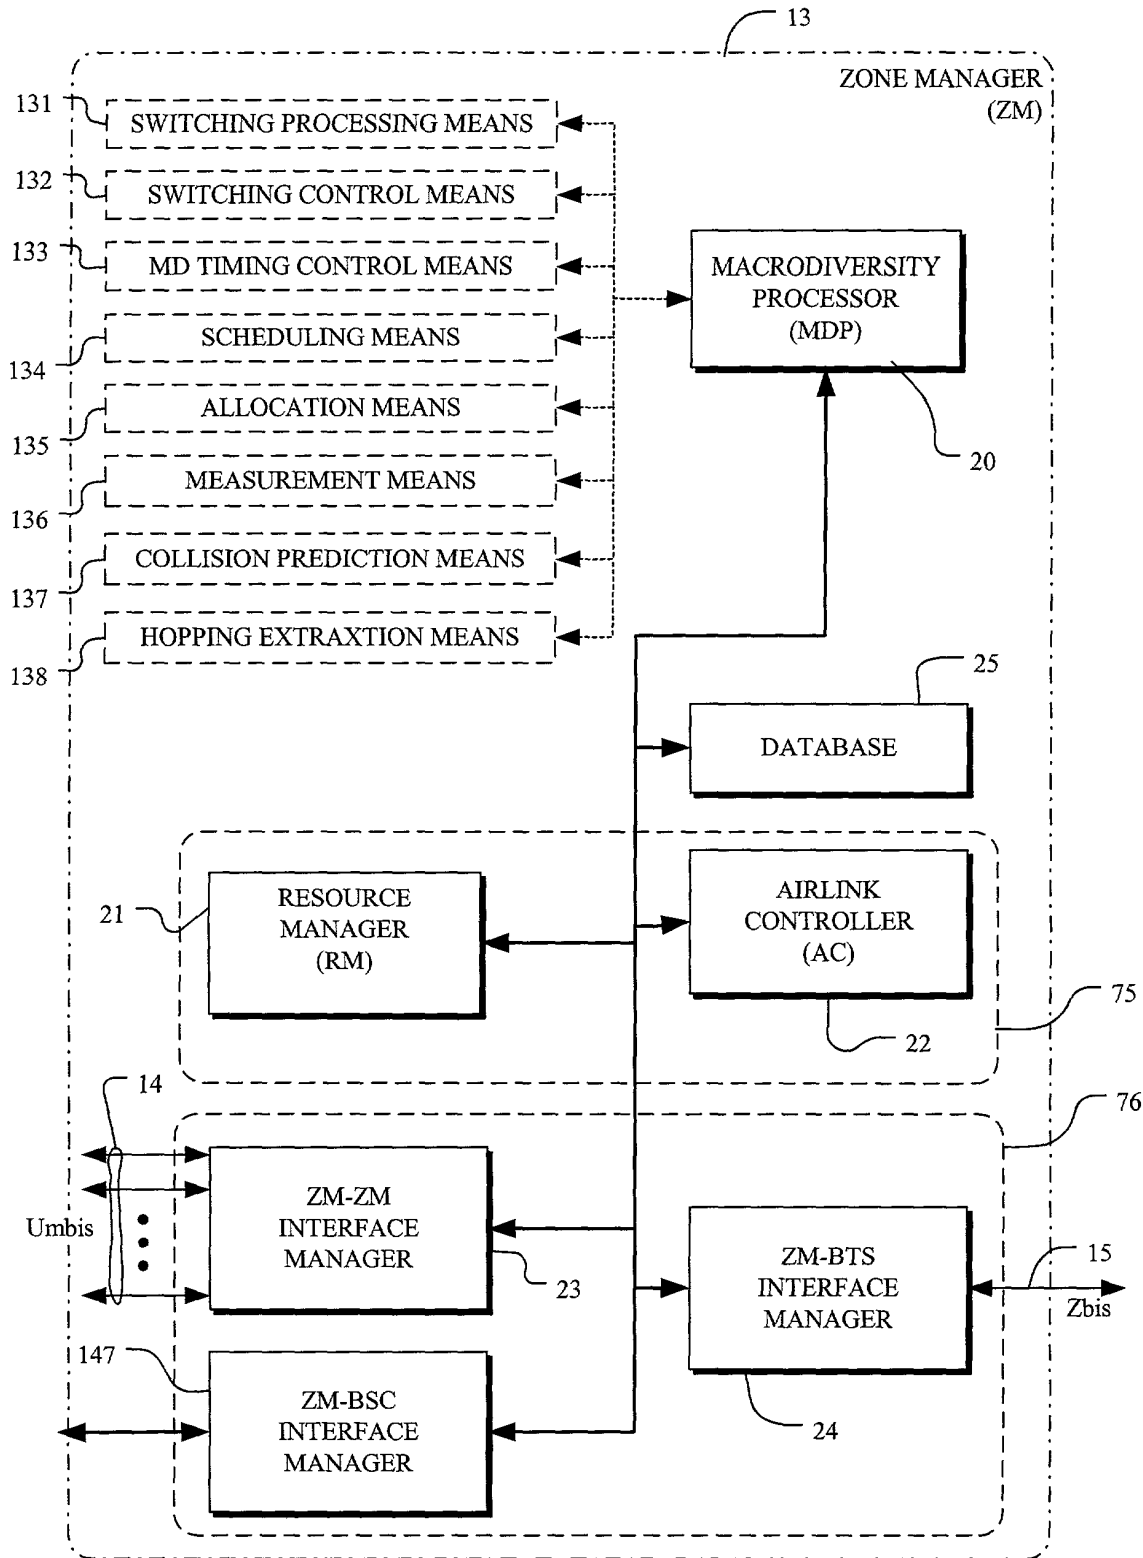 13
ZONE MANAGER
(ZM)
131
SWITCHING PROCESSING MEANS
132
SWITCHING CONTROL MEANS
133
MD TIMING CONTROL MEANS
134
SCHEDULING MEANS
135
ALLOCATION MEANS
136
MEASUREMENT MEANS
137
COLLISION PREDICTION MEANS
138
HOPPING EXTRAXTION MEANS
MACRODIVERSITY
PROCESSOR
(MDP)
20
25
DATABASE
21
RESOURCE
MANAGER
(RM)
AIRLINK
CONTROLLER
(AC)
22
75
76
14
Umbis
ZM-ZM
INTERFACE
MANAGER
23
ZM-BTS
INTERFACE
MANAGER
24
15
Zbis
147
ZM-BSC
INTERFACE
MANAGER